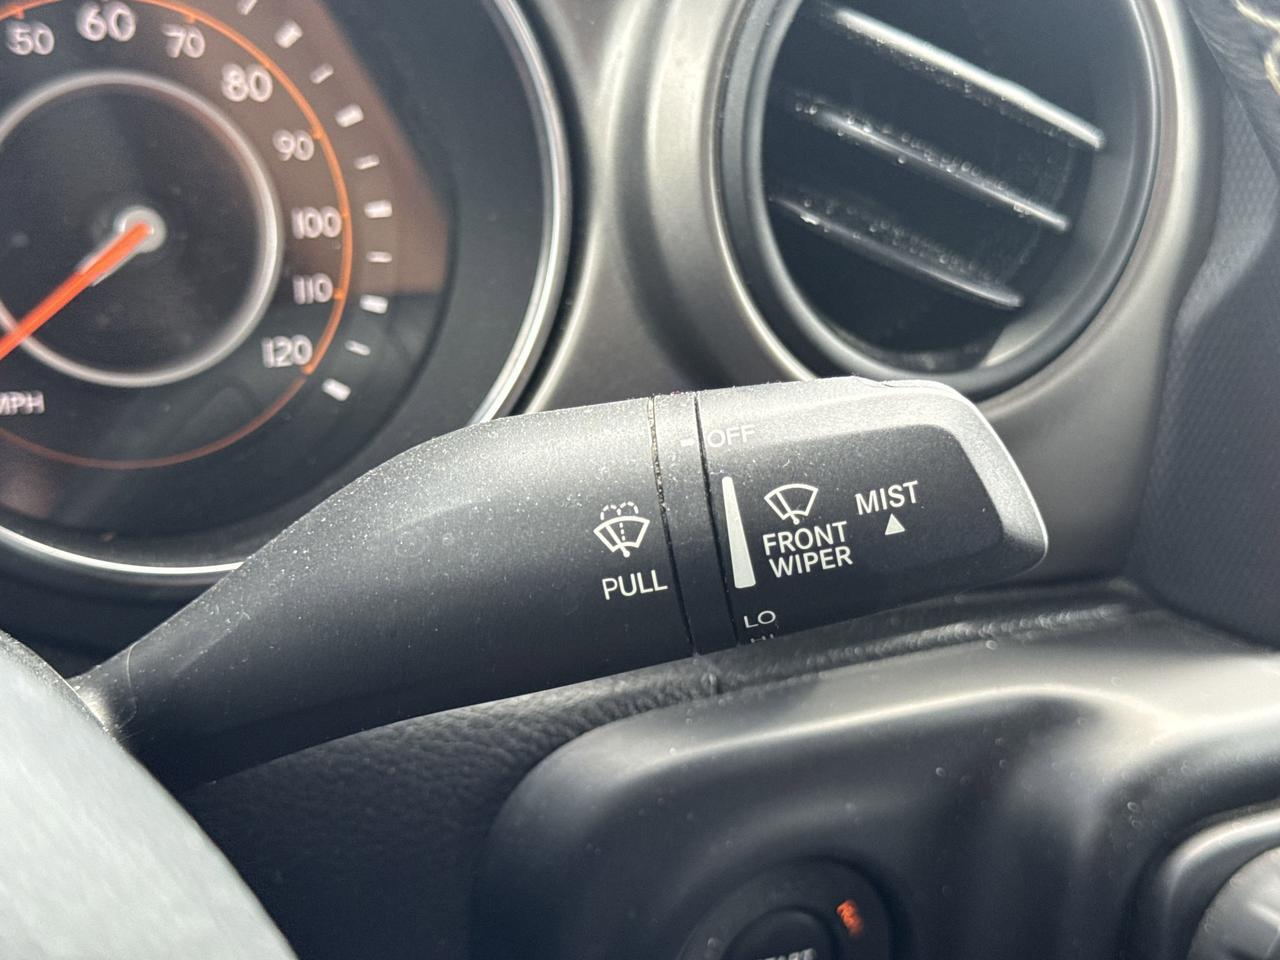 50
60
70
80
90
100
110
120
MPH
OFF
MIST
FRONT
WIPER
PULL
LO